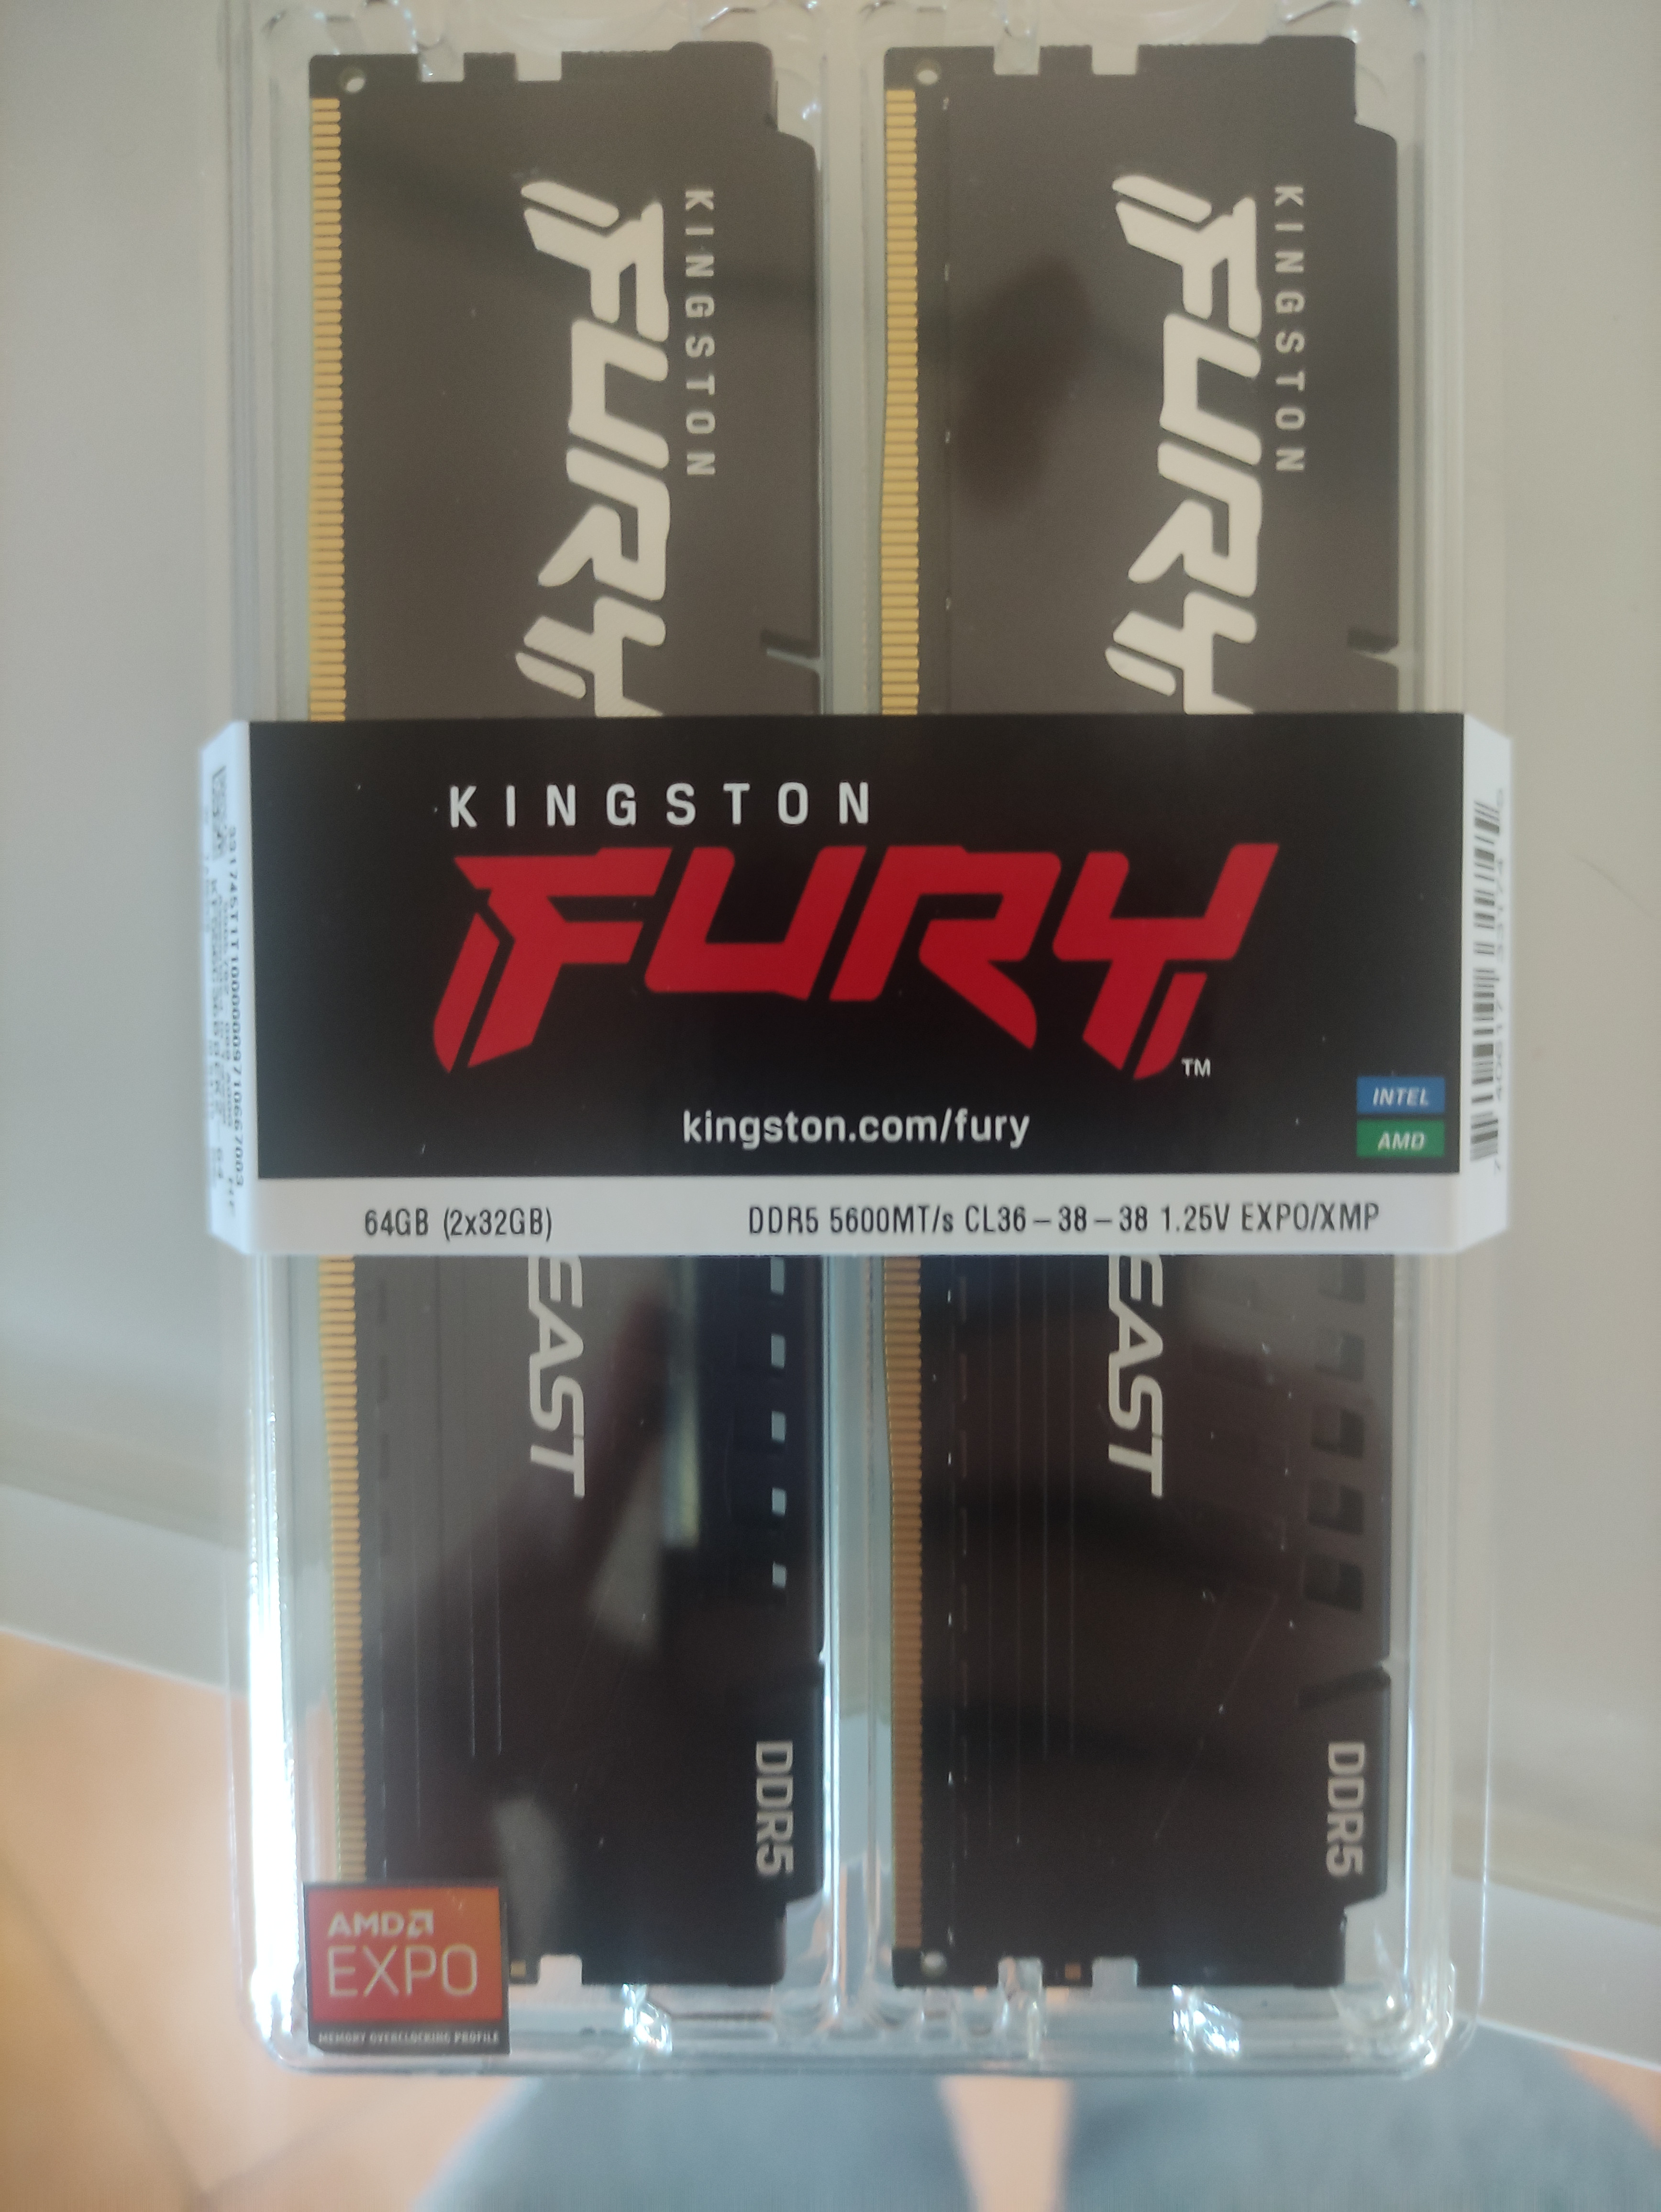 KINGSTON
FURY
KINGSTON
FURY
KINGSTON
FURY
TM
kingston.com/fury
INTEL
AMD
64GB (2x32GB)
DDR5 5600MT/s CL36–38–38 1.25V EXPO/XMP
EAST
EAST
DDR5
DDR5
AMD
EXPO
MEMORY OVERCLOCKING PROFILE